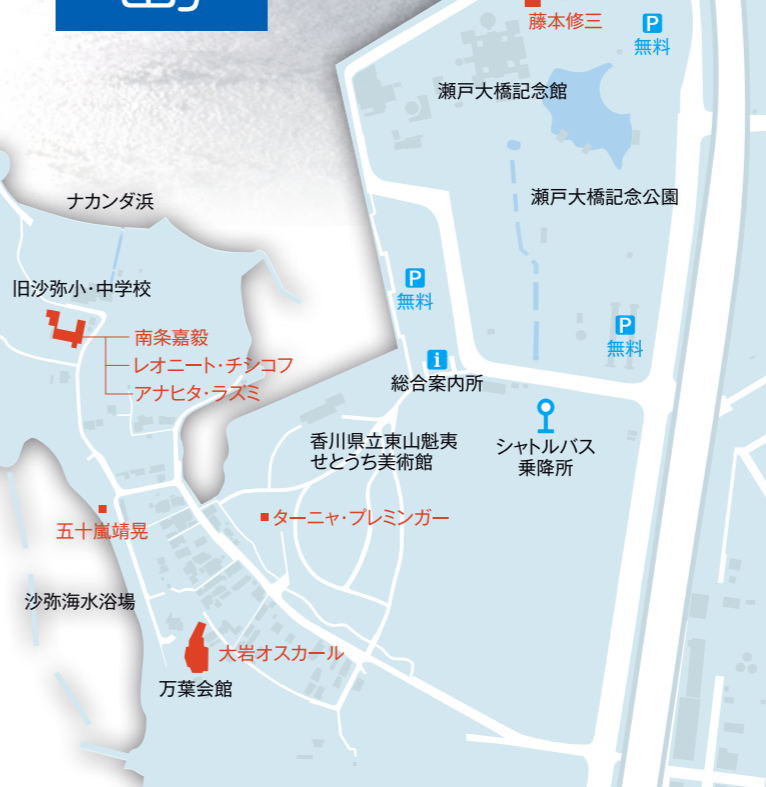 藤本修三
P
無料
瀬戸大橋記念館
瀬戸大橋記念公園
ナカンダ浜
旧沙弥小・中学校
P
無料
南条嘉毅
レオニート・チシコフ
アナヒタ・ラズミ
P
無料
i
総合案内所
香川県立東山魁夷
せとうち美術館
シャトルバス
乗降所
ターニャ・プレミンガー
五十嵐靖晃
沙弥海水浴場
大岩オスカール
万葉会館